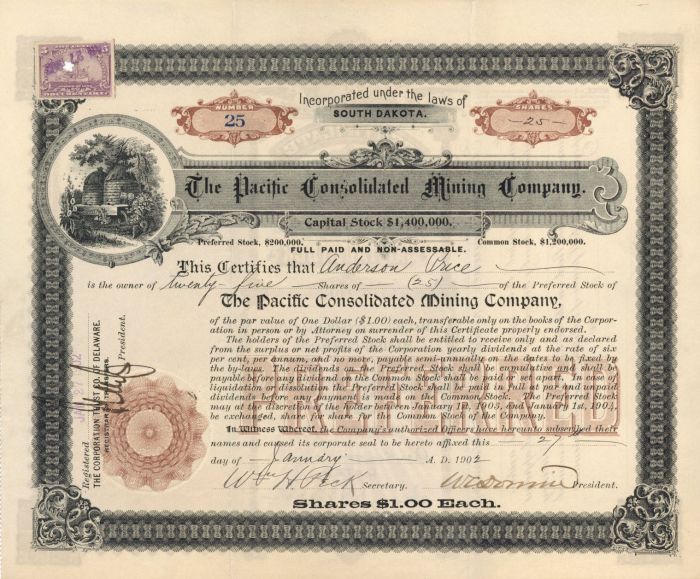 Incorporated under the laws of
SOUTH DAKOTA.
NUMBER
25
SHARES
25
The Pacific Consolidated Mining Company.
Capital Stock $1,400,000.
Preferred Stock, $200,000,
Common Stock, $1,200,000.
FULL PAID AND NON-ASSESSABLE.
This Certifies that Anderson Price
is the owner of twenty-five Shares of (25) of the Preferred Stock of
The Pacific Consolidated Mining Company,
of the par value of One Dollar ($1.00) each, transferable only on the books of the Corpor-
ation in person or by Attorney on surrender of this Certificate properly endorsed.
The holders of the Preferred Stock shall be entitled to receive only and as declared
from the surplus or net profits of the Corporation yearly dividends at the rate of six
per cent, per annum, and no more, payable semi-annually on the dates to be fixed by
the by-laws. The dividends on the Preferred Stock shall be cumulative and shall be
payable before any dividend on the Common Stock shall be paid or set apart. In case of
liquidation or dissolution the Preferred Stock shall be paid in full at par and unpaid
dividends before any payment is made on the Common Stock. The Preferred Stock
may at the discretion of the holder between January 1st, 1903, and January 1st, 1904,
be exchanged, share for share for the Common Stock of the Company.
PREFERRED
In Witness Whereof, the Company's authorized Officers have hereunto subscribed their
names and caused its corporate seal to be hereto affixed this 27
day of January A.D. 1902
Wm H Peck Secretary. President.
Shares $1.00 Each.
Registered
THE CORPORATION TRUST CO. OF DELAWARE.
REGISTRAR OF TRANSFERS.
President.